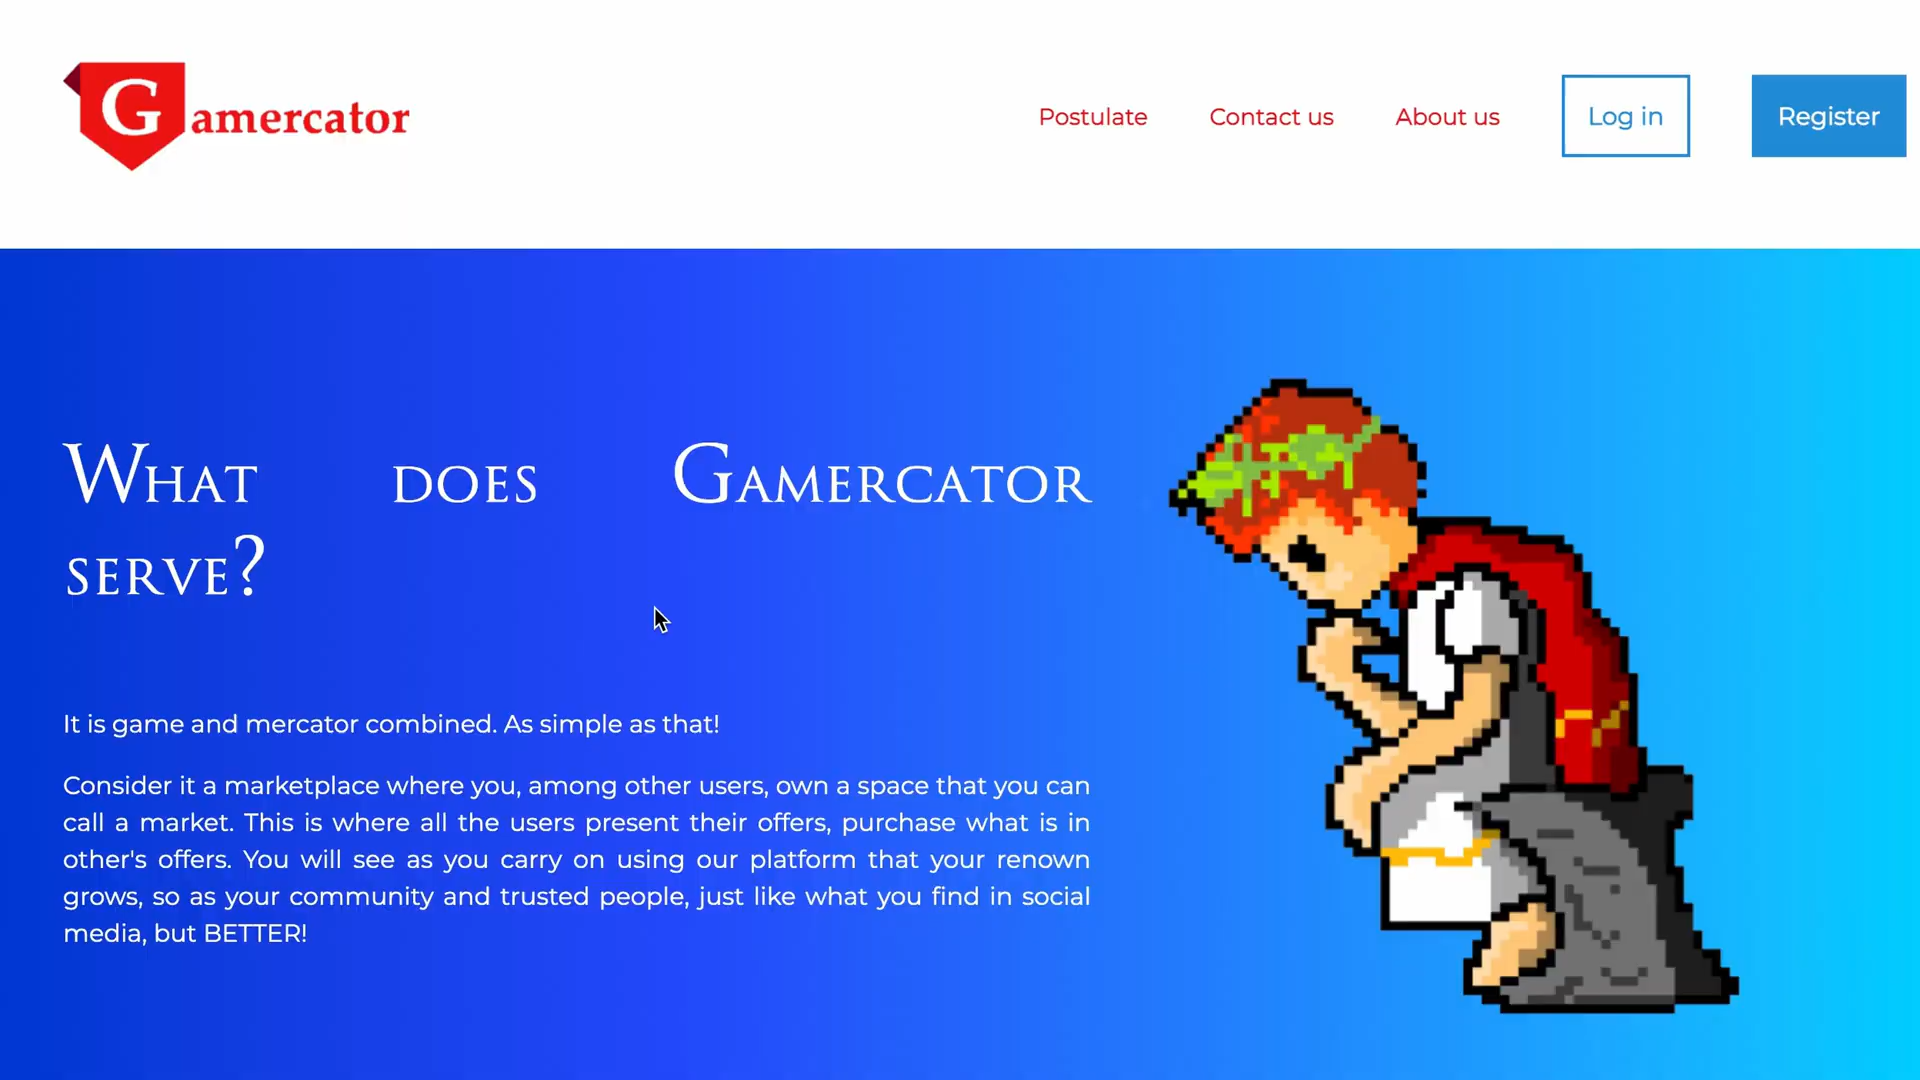 Gamercator
Postulate
Contact us
About us
Log in
Register
What does Gamercator
serve?
It is game and mercator combined. As simple as that!
Consider it a marketplace where you, among other users, own a space that you can
call a market. This is where all the users present their offers, purchase what is in
other's offers. You will see as you carry on using our platform that your renown
grows, so as your community and trusted people, just like what you find in social
media, but BETTER!